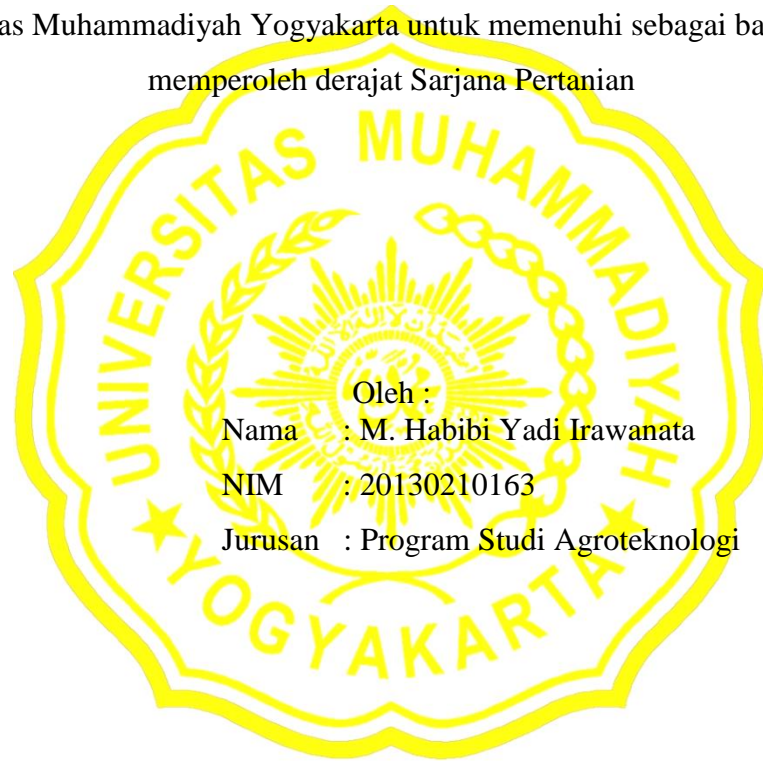 as Muhammadiyah Yogyakarta untuk memenuhi sebagai ba
memperoleh derajat Sarjana Pertanian
UNIVERSITAS MUHAMMADIYAH
YOGYAKARTA
Oleh :
Nama : M. Habibi Yadi Irawanata
NIM : 20130210163
Jurusan : Program Studi Agroteknologi